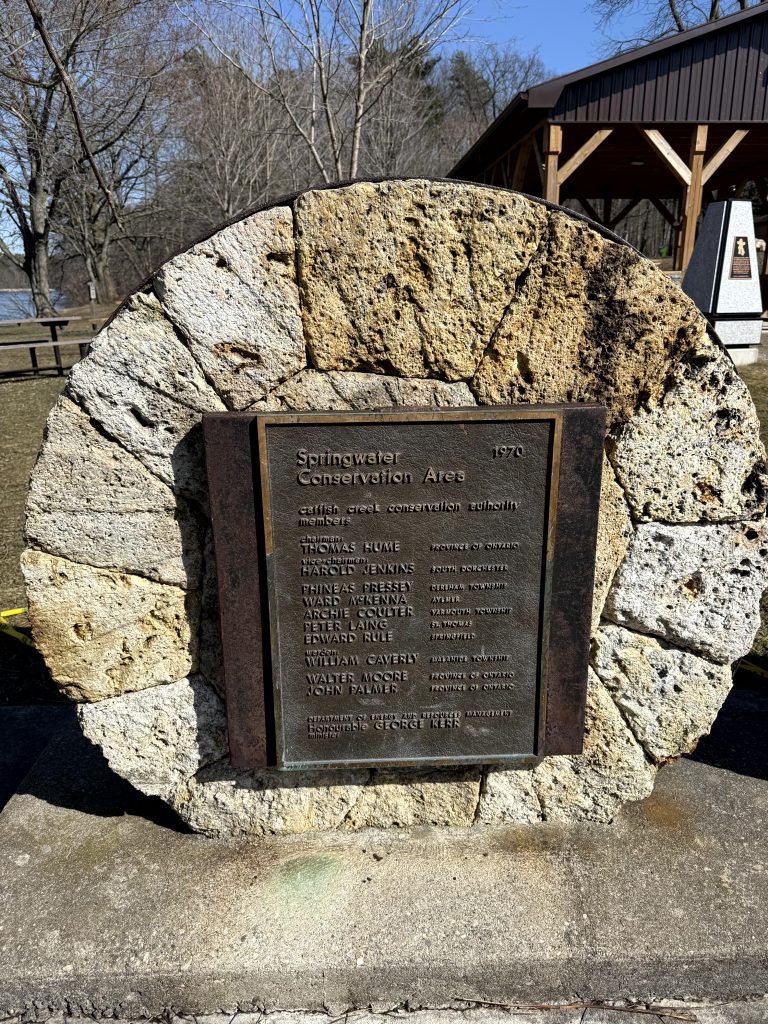 Springwater 1970
Conservation Area
catfish creek conservation authority
members
chairman
THOMAS HUME PROVINCE OF ONTARIO
vice-chairman
HAROLD JENKINS SOUTH DORCHESTER
PHINEAS PRESSEY DEREHAM TOWNSHIP
WARD McKENNA AYLMER
ARCHIE COULTER YARMOUTH TOWNSHIP
PETER LAING ST. THOMAS
EDWARD RULE SPRINGFIELD
warden
WILLIAM CAVERLY MALAHIDE TOWNSHIP
WALTER MOORE PROVINCE OF ONTARIO
JOHN PALMER PROVINCE OF ONTARIO
DEPARTMENT OF ENERGY AND RESOURCES MANAGEMENT
Honourable GEORGE KERR
minister